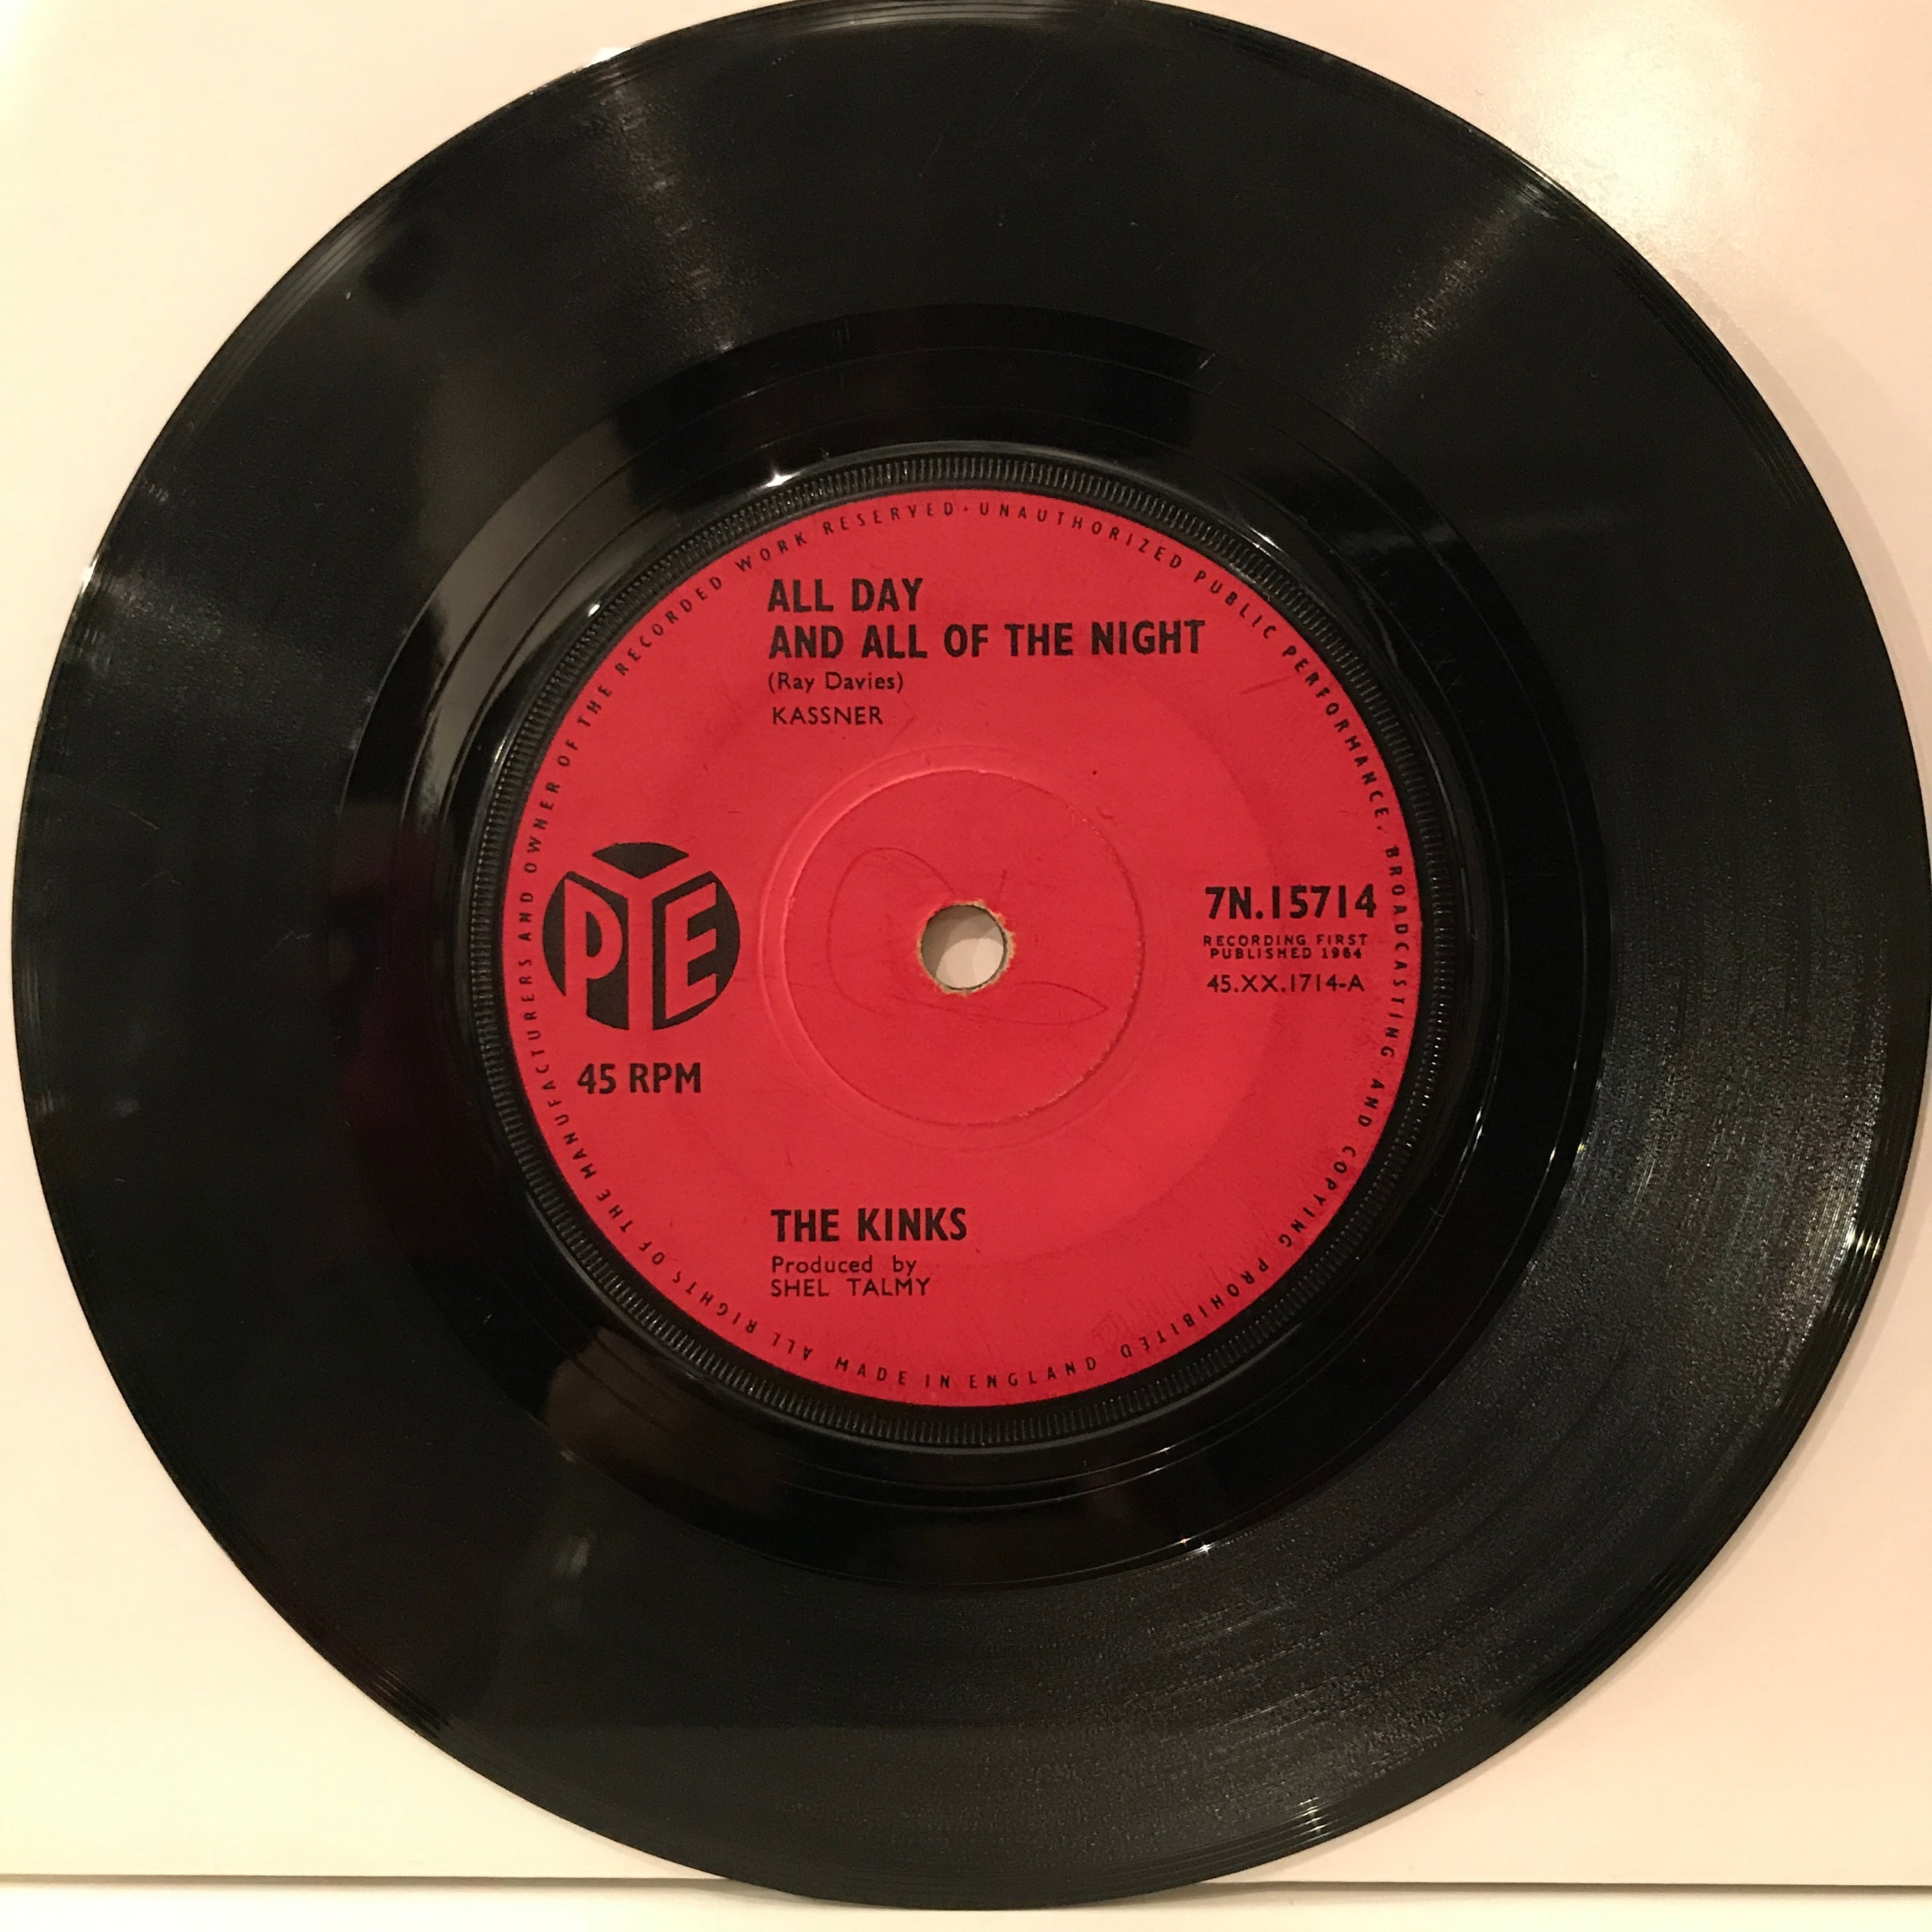 ALL DAY
AND ALL OF THE NIGHT
(Ray Davies)
KASSNER
PYE
45 RPM
7N.15714
RECORDING FIRST
PUBLISHED 1964
45.XX.1714-A
THE KINKS
Produced by
SHEL TALMY
ALL RIGHTS OF THE MANUFACTURERS AND OWNER OF THE RECORDED WORK RESERVED · UNAUTHORIZED PUBLIC PERFORMANCE, BROADCASTING AND COPYING PROHIBITED
MADE IN ENGLAND